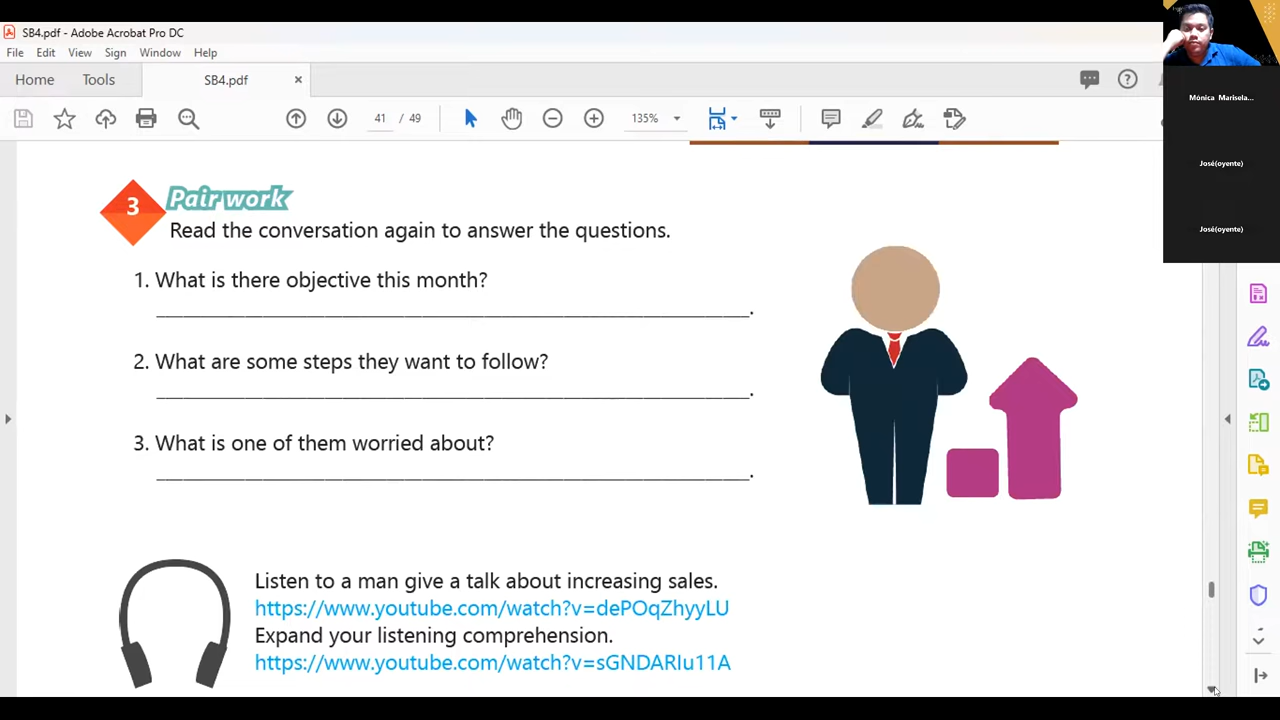 SB4.pdf - Adobe Acrobat Pro DC
File Edit View Sign Window Help
Home Tools SB4.pdf ×
41 / 49 135%
Mónica Marisela...
José(oyente)
José(oyente)
3 Pair work
Read the conversation again to answer the questions.
1. What is there objective this month?
____________________________________________.
2. What are some steps they want to follow?
____________________________________________.
3. What is one of them worried about?
____________________________________________.
Listen to a man give a talk about increasing sales.
https://www.youtube.com/watch?v=dePOqZhyyLU
Expand your listening comprehension.
https://www.youtube.com/watch?v=sGNDARIu11A